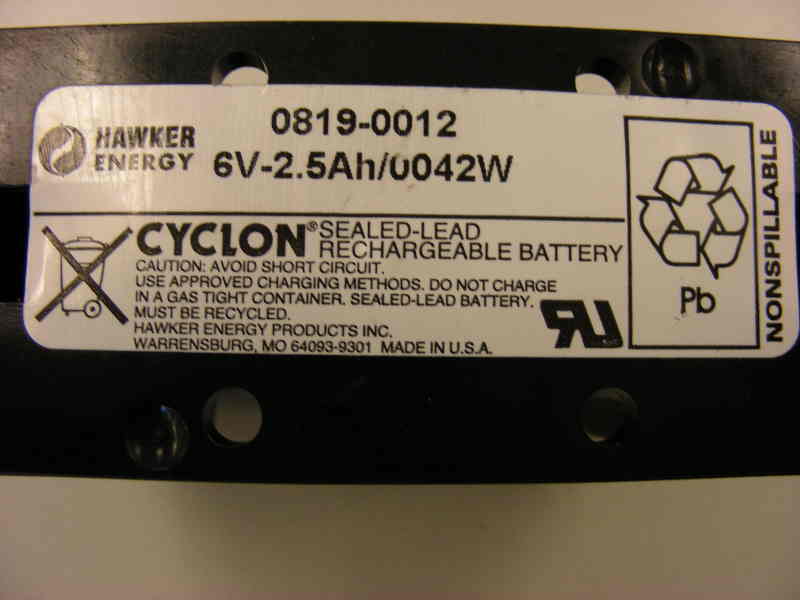 HAWKER
ENERGY
0819-0012
6V-2.5Ah/0042W
CYCLON® SEALED-LEAD
RECHARGEABLE BATTERY
CAUTION: AVOID SHORT CIRCUIT.
USE APPROVED CHARGING METHODS. DO NOT CHARGE
IN A GAS TIGHT CONTAINER. SEALED-LEAD BATTERY.
MUST BE RECYCLED.
HAWKER ENERGY PRODUCTS INC.
WARRENSBURG, MO 64093-9301 MADE IN U.S.A.
RU
Pb
NONSPILLABLE